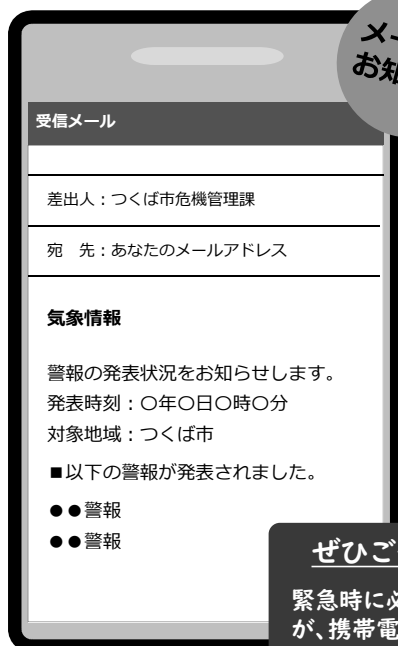 メー
お知
受信メール
差出人：つくば市危機管理課
宛　先：あなたのメールアドレス
気象情報
警報の発表状況をお知らせします。
発表時刻：〇年〇日〇時〇分
対象地域：つくば市
■以下の警報が発表されました。
●●警報
●●警報
ぜひご
緊急時に必
が、携帯電